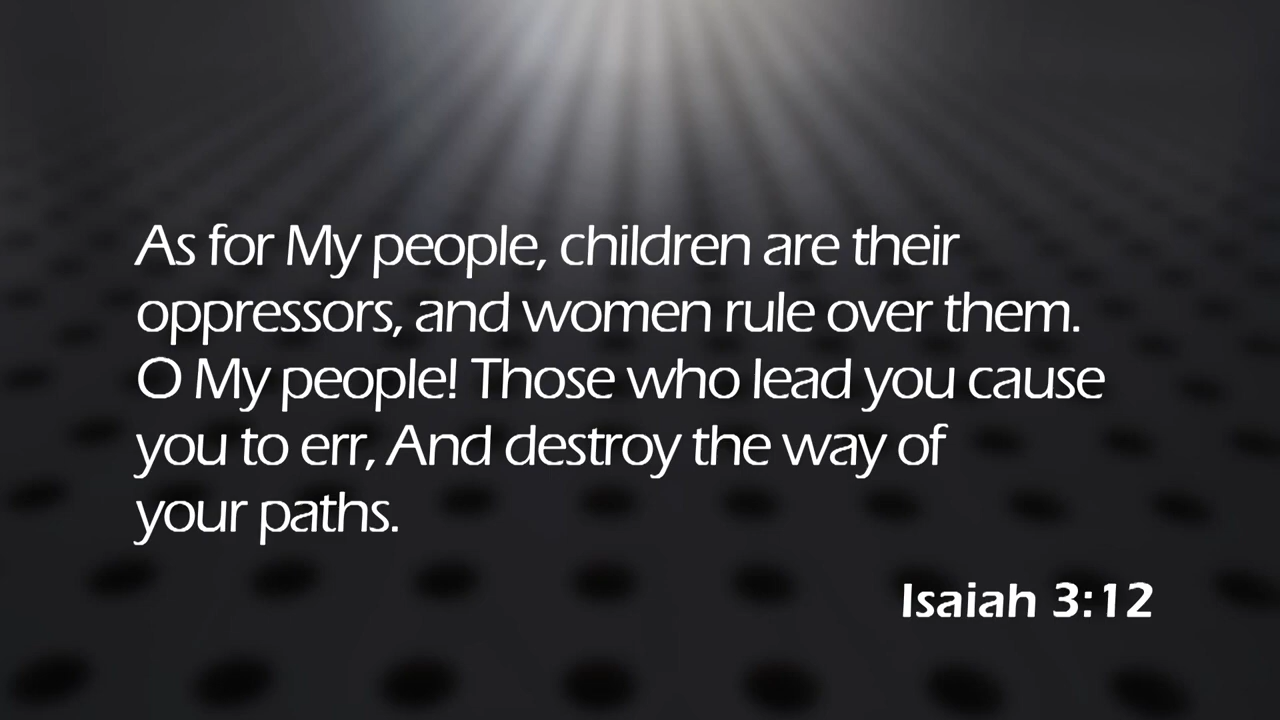 As for My people, children are their
oppressors, and women rule over them.
O My people! Those who lead you cause
you to err, And destroy the way of
your paths.
Isaiah 3:12